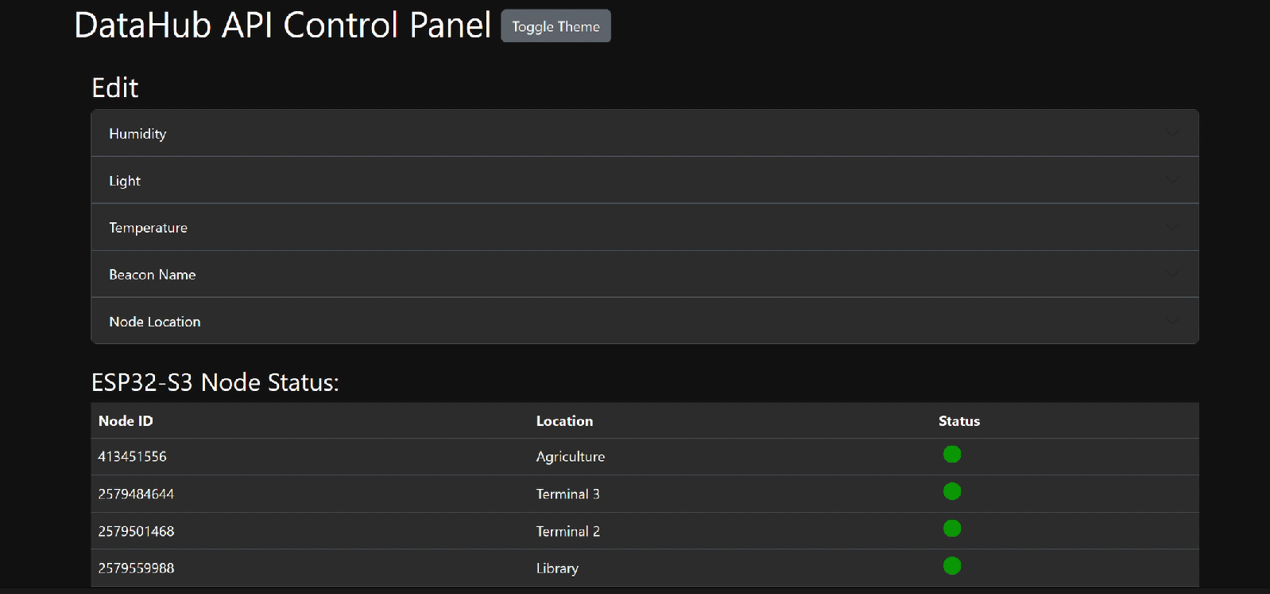 DataHub API Control Panel Toggle Theme
Edit
Humidity
Light
Temperature
Beacon Name
Node Location
ESP32-S3 Node Status:
Node ID Location Status
413451556 Agriculture
2579484644 Terminal 3
2579501468 Terminal 2
2579559988 Library